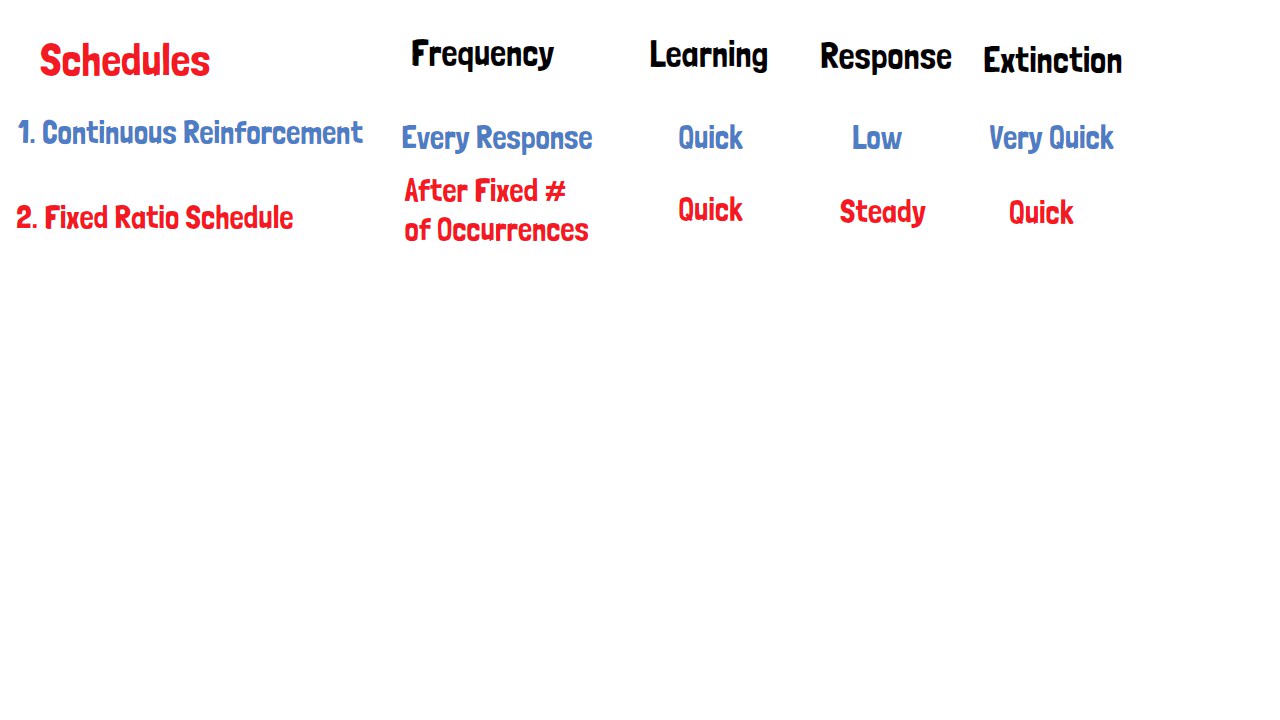 Schedules Frequency Learning Response Extinction
1. Continuous Reinforcement Every Response Quick Low Very Quick
2. Fixed Ratio Schedule After Fixed # of Occurrences Quick Steady Quick